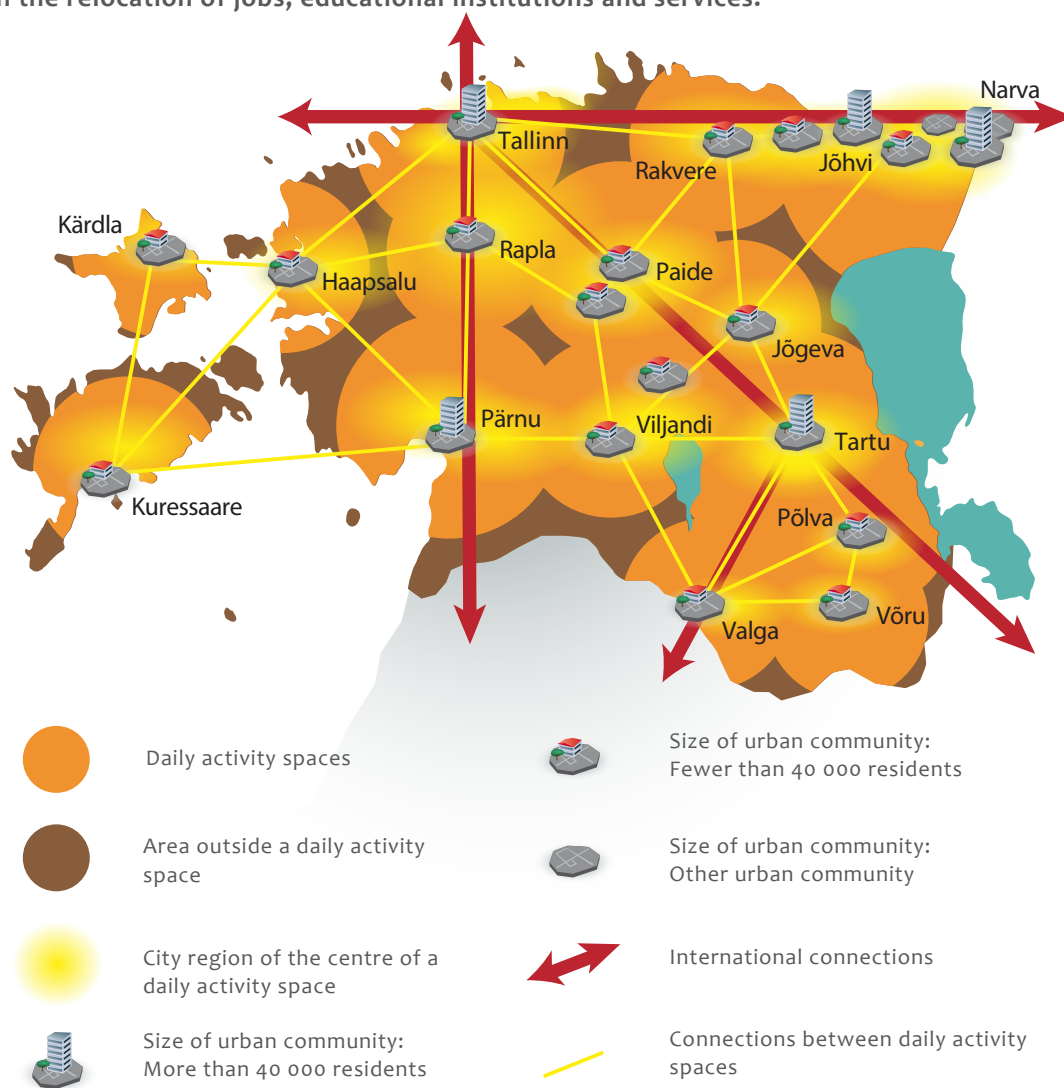 the relocation of jobs, educational institutions and services.
Narva
Tallinn
Rakvere
Jõhvi
Kärdla
Haapsalu
Rapla
Paide
Jõgeva
Pärnu
Viljandi
Tartu
Kuressaare
Põlva
Valga
Võru
Daily activity spaces
Size of urban community:
Fewer than 40 000 residents
Area outside a daily activity
space
Size of urban community:
Other urban community
City region of the centre of a
daily activity space
International connections
Size of urban community:
More than 40 000 residents
Connections between daily activity
spaces